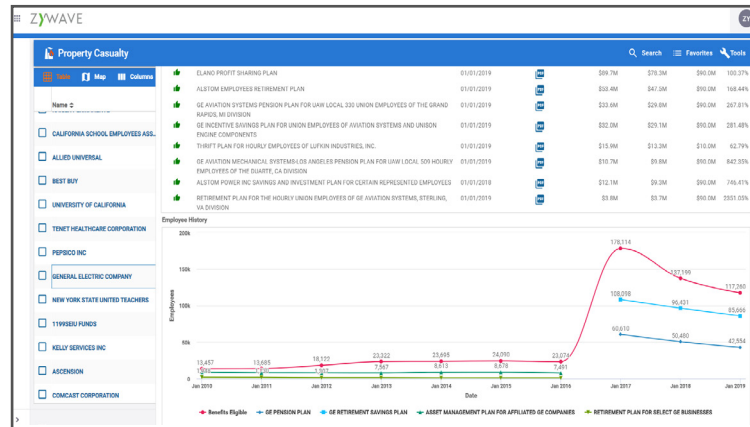 ZYWAVE
ZY
Property Casualty
Search Favorites Tools
Table Map Columns
Name
CALIFORNIA SCHOOL EMPLOYEES ASS..
ALLIED UNIVERSAL
BEST BUY
UNIVERSITY OF CALIFORNIA
TENET HEALTHCARE CORPORATION
PEPSICO INC
GENERAL ELECTRIC COMPANY
NEW YORK STATE UNITED TEACHERS
1199SEIU FUNDS
KELLY SERVICES INC
ASCENSION
COMCAST CORPORATION
ELANO PROFIT SHARING PLAN 01/01/2019 PDF $89.7M $78.3M $90.0M 100.37%
ALSTOM EMPLOYEES RETIREMENT PLAN 01/01/2019 PDF $53.4M $47.5M $90.0M 168.44%
GE AVIATION SYSTEMS PENSION PLAN FOR UAW LOCAL 330 UNION EMPLOYEES OF THE GRAND 01/01/2019 PDF $33.6M $29.8M $90.0M 267.81%
RAPIDS, MI DIVISION
GE INCENTIVE SAVINGS PLAN FOR UNION EMPLOYEES OF AVIATION SYSTEMS AND UNISON 01/01/2019 PDF $32.0M $29.1M $90.0M 281.48%
ENGINE COMPONENTS
THRIFT PLAN FOR HOURLY EMPLOYEES OF LUFKIN INDUSTRIES, INC. 01/01/2019 PDF $15.9M $13.3M $10.0M 62.79%
GE AVIATION MECHANICAL SYSTEMS-LOS ANGELES PENSION PLAN FOR UAW LOCAL 509 HOURLY 01/01/2019 PDF $10.7M $9.8M $90.0M 842.33%
EMPLOYEES OF THE DUARTE, CA DIVISION
ALSTOM POWER INC SAVINGS AND INVESTMENT PLAN FOR CERTAIN REPRESENTED EMPLOYEES 01/01/2018 PDF $12.1M $9.3M $90.0M 746.41%
RETIREMENT PLAN FOR THE HOURLY UNION EMPLOYEES OF GE AVIATION SYSTEMS, STERLING, 01/01/2019 PDF $3.8M $3.7M $90.0M 2351.03%
VA DIVISION
Employee History
200k
150k
100k
50k
0
Employees
178,114
137,199
117,260
108,098
96,431
85,666
60,610
50,480
42,554
13,457 13,685 18,122 23,322 23,695 24,090 23,074
7,567 8,613 8,678 7,491
Jan 2010 Jan 2011 Jan 2012 Jan 2013 Jan 2014 Jan 2015 Jan 2016 Jan 2017 Jan 2018 Jan 2019
Date
Benefits Eligible GE PENSION PLAN GE RETIREMENT SAVINGS PLAN ASSET MANAGEMENT PLAN FOR AFFILIATED GE COMPANIES RETIREMENT PLAN FOR SELECT GE BUSINESSES